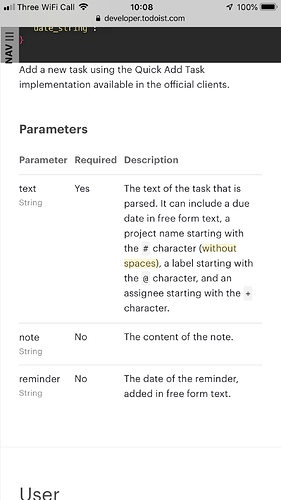 Three WiFi Call 10:08 100%
developer.todoist.com
NAV
date_string :
}
Add a new task using the Quick Add Task
implementation available in the official clients.
Parameters
Parameter Required Description
text Yes The text of the task that is
String parsed. It can include a due
date in free form text, a
project name starting with
the # character (without
spaces), a label starting with
the @ character, and an
assignee starting with the +
character.
note No The content of the note.
String
reminder No The date of the reminder,
String added in free form text.
User